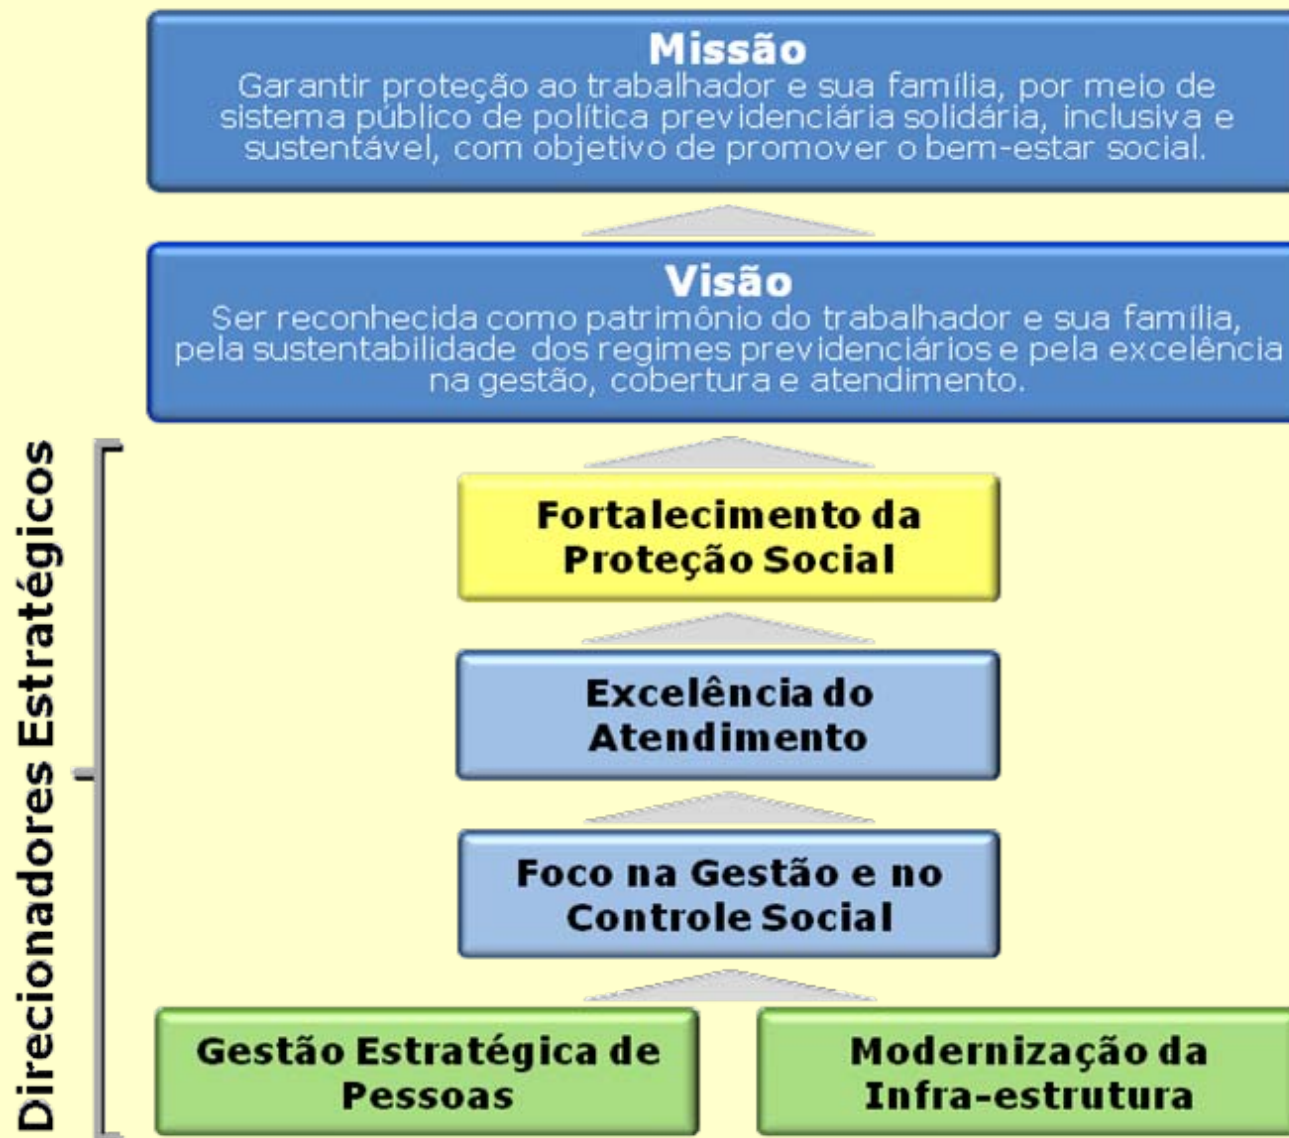 Missão
Garantir proteção ao trabalhador e sua família, por meio de
sistema público de política previdenciária solidária, inclusiva e
sustentável, com objetivo de promover o bem-estar social.
Visão
Ser reconhecida como patrimônio do trabalhador e sua família,
pela sustentabilidade dos regimes previdenciários e pela excelência
na gestão, cobertura e atendimento.
Direcionadores Estratégicos
Fortalecimento da
Proteção Social
Excelência do
Atendimento
Foco na Gestão e no
Controle Social
Gestão Estratégica de
Pessoas
Modernização da
Infra-estrutura